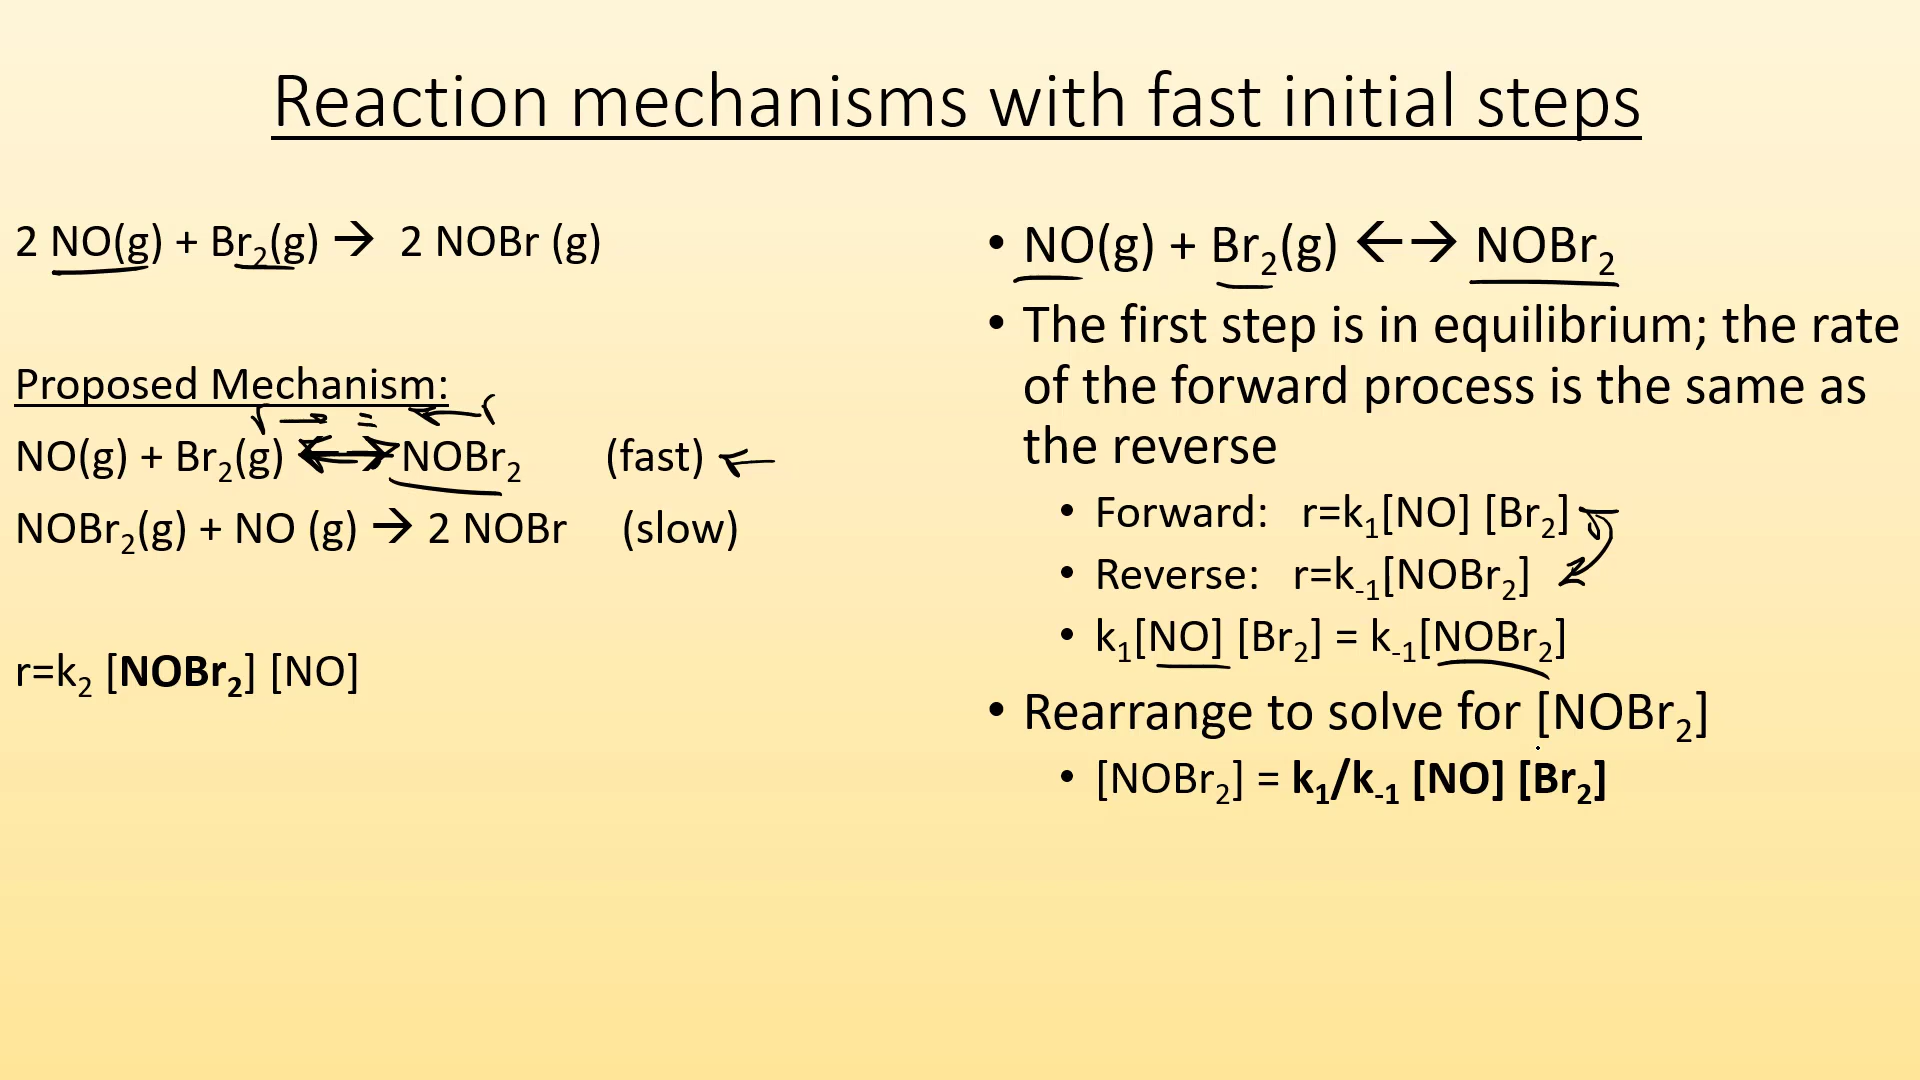 Reaction mechanisms with fast initial steps
2 NO(g) + Br₂(g) → 2 NOBr (g)
Proposed Mechanism:
NO(g) + Br₂(g) ←→ NOBr₂ (fast)
NOBr₂(g) + NO (g) → 2 NOBr (slow)
r=k₂ [NOBr₂] [NO]
• NO(g) + Br₂(g) ←→ NOBr₂
• The first step is in equilibrium; the rate
of the forward process is the same as
the reverse
• Forward: r=k₁[NO] [Br₂]
• Reverse: r=k₋₁[NOBr₂]
• k₁[NO] [Br₂] = k₋₁[NOBr₂]
• Rearrange to solve for [NOBr₂]
• [NOBr₂] = k₁/k₋₁ [NO] [Br₂]